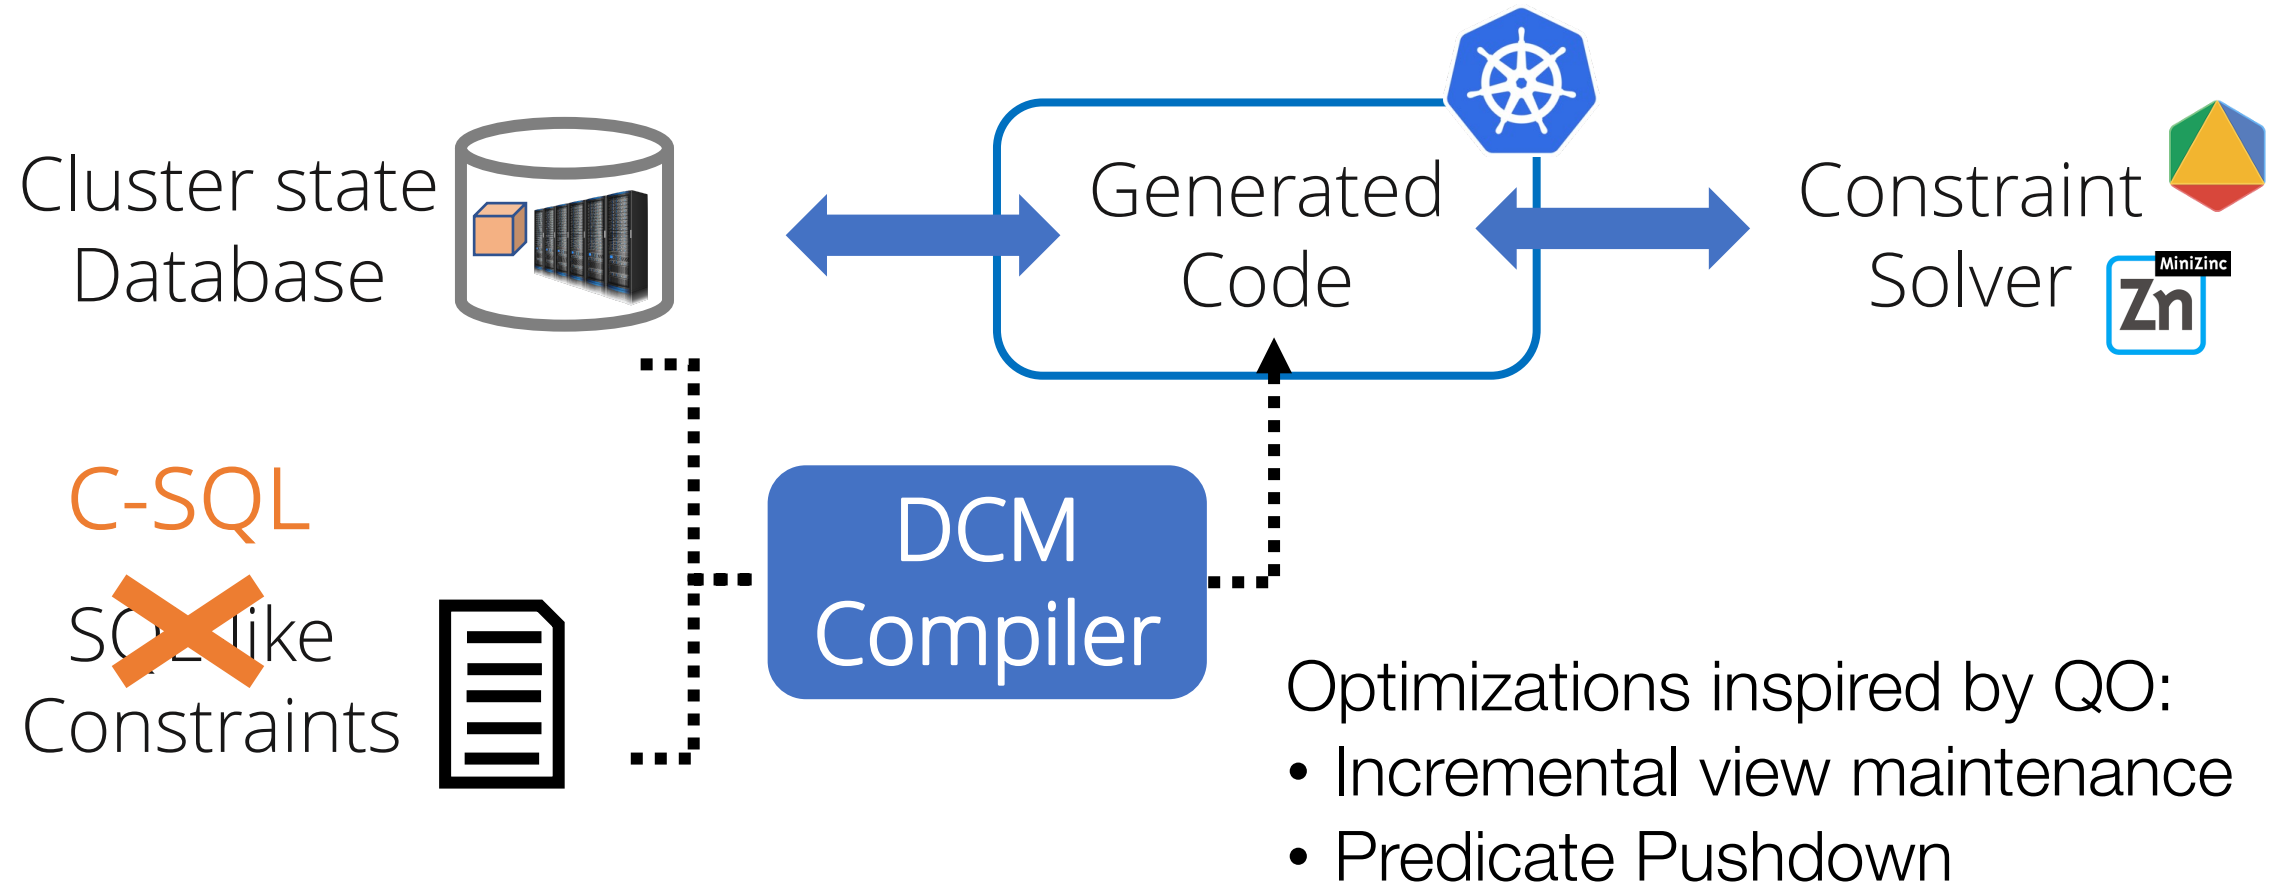 Cluster state
Database
Generated
Code
Constraint
Solver
MiniZinc
Zn
C-SQL
SQL-like
Constraints
DCM
Compiler
Optimizations inspired by QO:
• Incremental view maintenance
• Predicate Pushdown